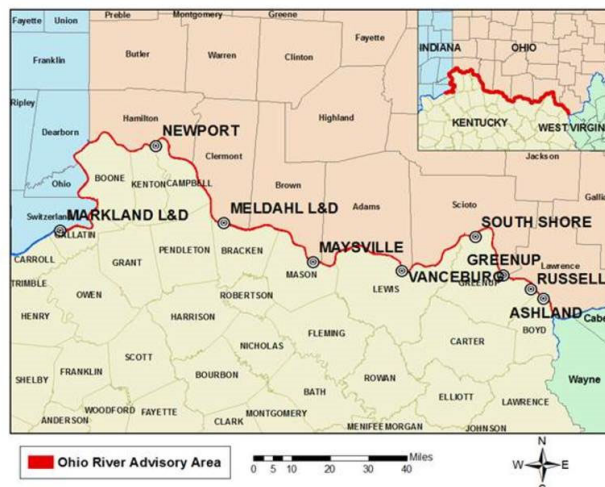 Preble
Montgomery
Greene
Fayette
Union
Fayette
Franklin
Butler
Warren
Clinton
INDIANA
OHIO
KENTUCKY
WEST VIRGIN
Ripley
Dearborn
Hamilton
Highland
NEWPORT
Clermont
Jackson
Ohio
BOONE
KENTON
CAMPBELL
Brown
Adams
Scioto
Gallia
Switzerland
MARKLAND L&D
MELDAHL L&D
SOUTH SHORE
GALLATIN
CARROLL
GRANT
PENDLETON
BRACKEN
MAYSVILLE
GREENUP
Lawrence
TRIMBLE
OWEN
MASON
LEWIS
VANCEBURG
GREENUP
RUSSELL
ROBERTSON
ASHLAND
HENRY
HARRISON
FLEMING
BOYD
Cabe
NICHOLAS
CARTER
SCOTT
SHELBY
FRANKLIN
BOURBON
BATH
ROWAN
ELLIOTT
Wayne
WOODFORD
FAYETTE
MONTGOMERY
LAWRENCE
ANDERSON
CLARK
MENIFEE
MORGAN
JOHNSON
Ohio River Advisory Area
Miles
0 5 10 20 30 40
N
W E